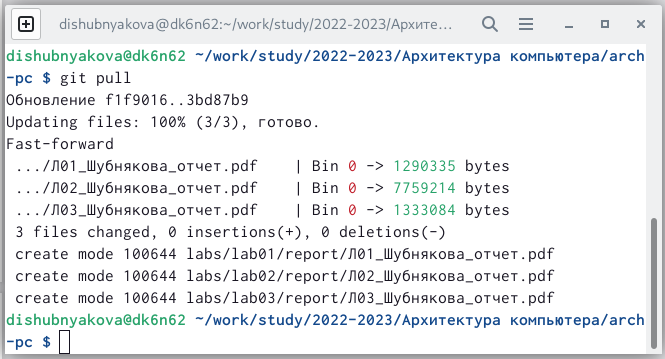 dishubnyakova@dk6n62:~/work/study/2022-2023/Архите...
dishubnyakova@dk6n62 ~/work/study/2022-2023/Архитектура компьютера/arch
-pc $ git pull
Обновление f1f9016..3bd87b9
Updating files: 100% (3/3), готово.
Fast-forward
.../Л01_Шубнякова_отчет.pdf | Bin 0 -> 1290335 bytes
.../Л02_Шубнякова_отчет.pdf | Bin 0 -> 7759214 bytes
.../Л03_Шубнякова_отчет.pdf | Bin 0 -> 1333084 bytes
3 files changed, 0 insertions(+), 0 deletions(-)
create mode 100644 labs/lab01/report/Л01_Шубнякова_отчет.pdf
create mode 100644 labs/lab02/report/Л02_Шубнякова_отчет.pdf
create mode 100644 labs/lab03/report/Л03_Шубнякова_отчет.pdf
dishubnyakova@dk6n62 ~/work/study/2022-2023/Архитектура компьютера/arch
-pc $